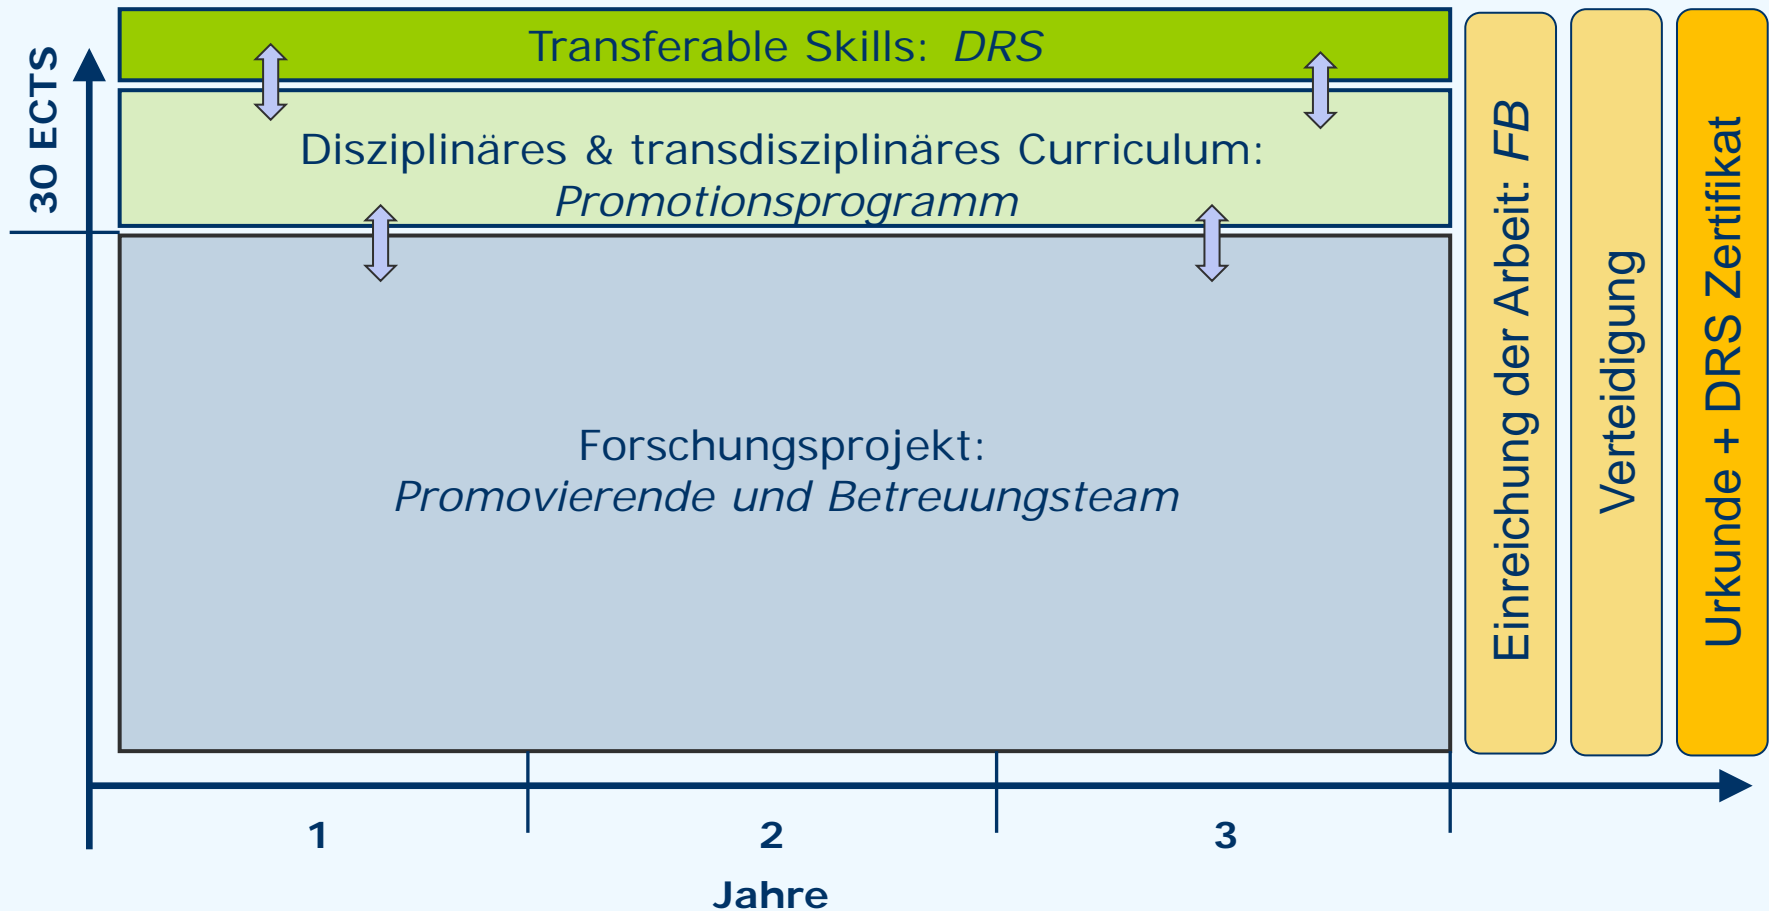 30 ECTS
Transferable Skills: DRS
Disziplinäres & transdisziplinäres Curriculum:
Promotionsprogramm
Forschungsprojekt:
Promovierende und Betreuungsteam
Einreichung der Arbeit: FB
Verteidigung
Urkunde + DRS Zertifikat
1
2
3
Jahre